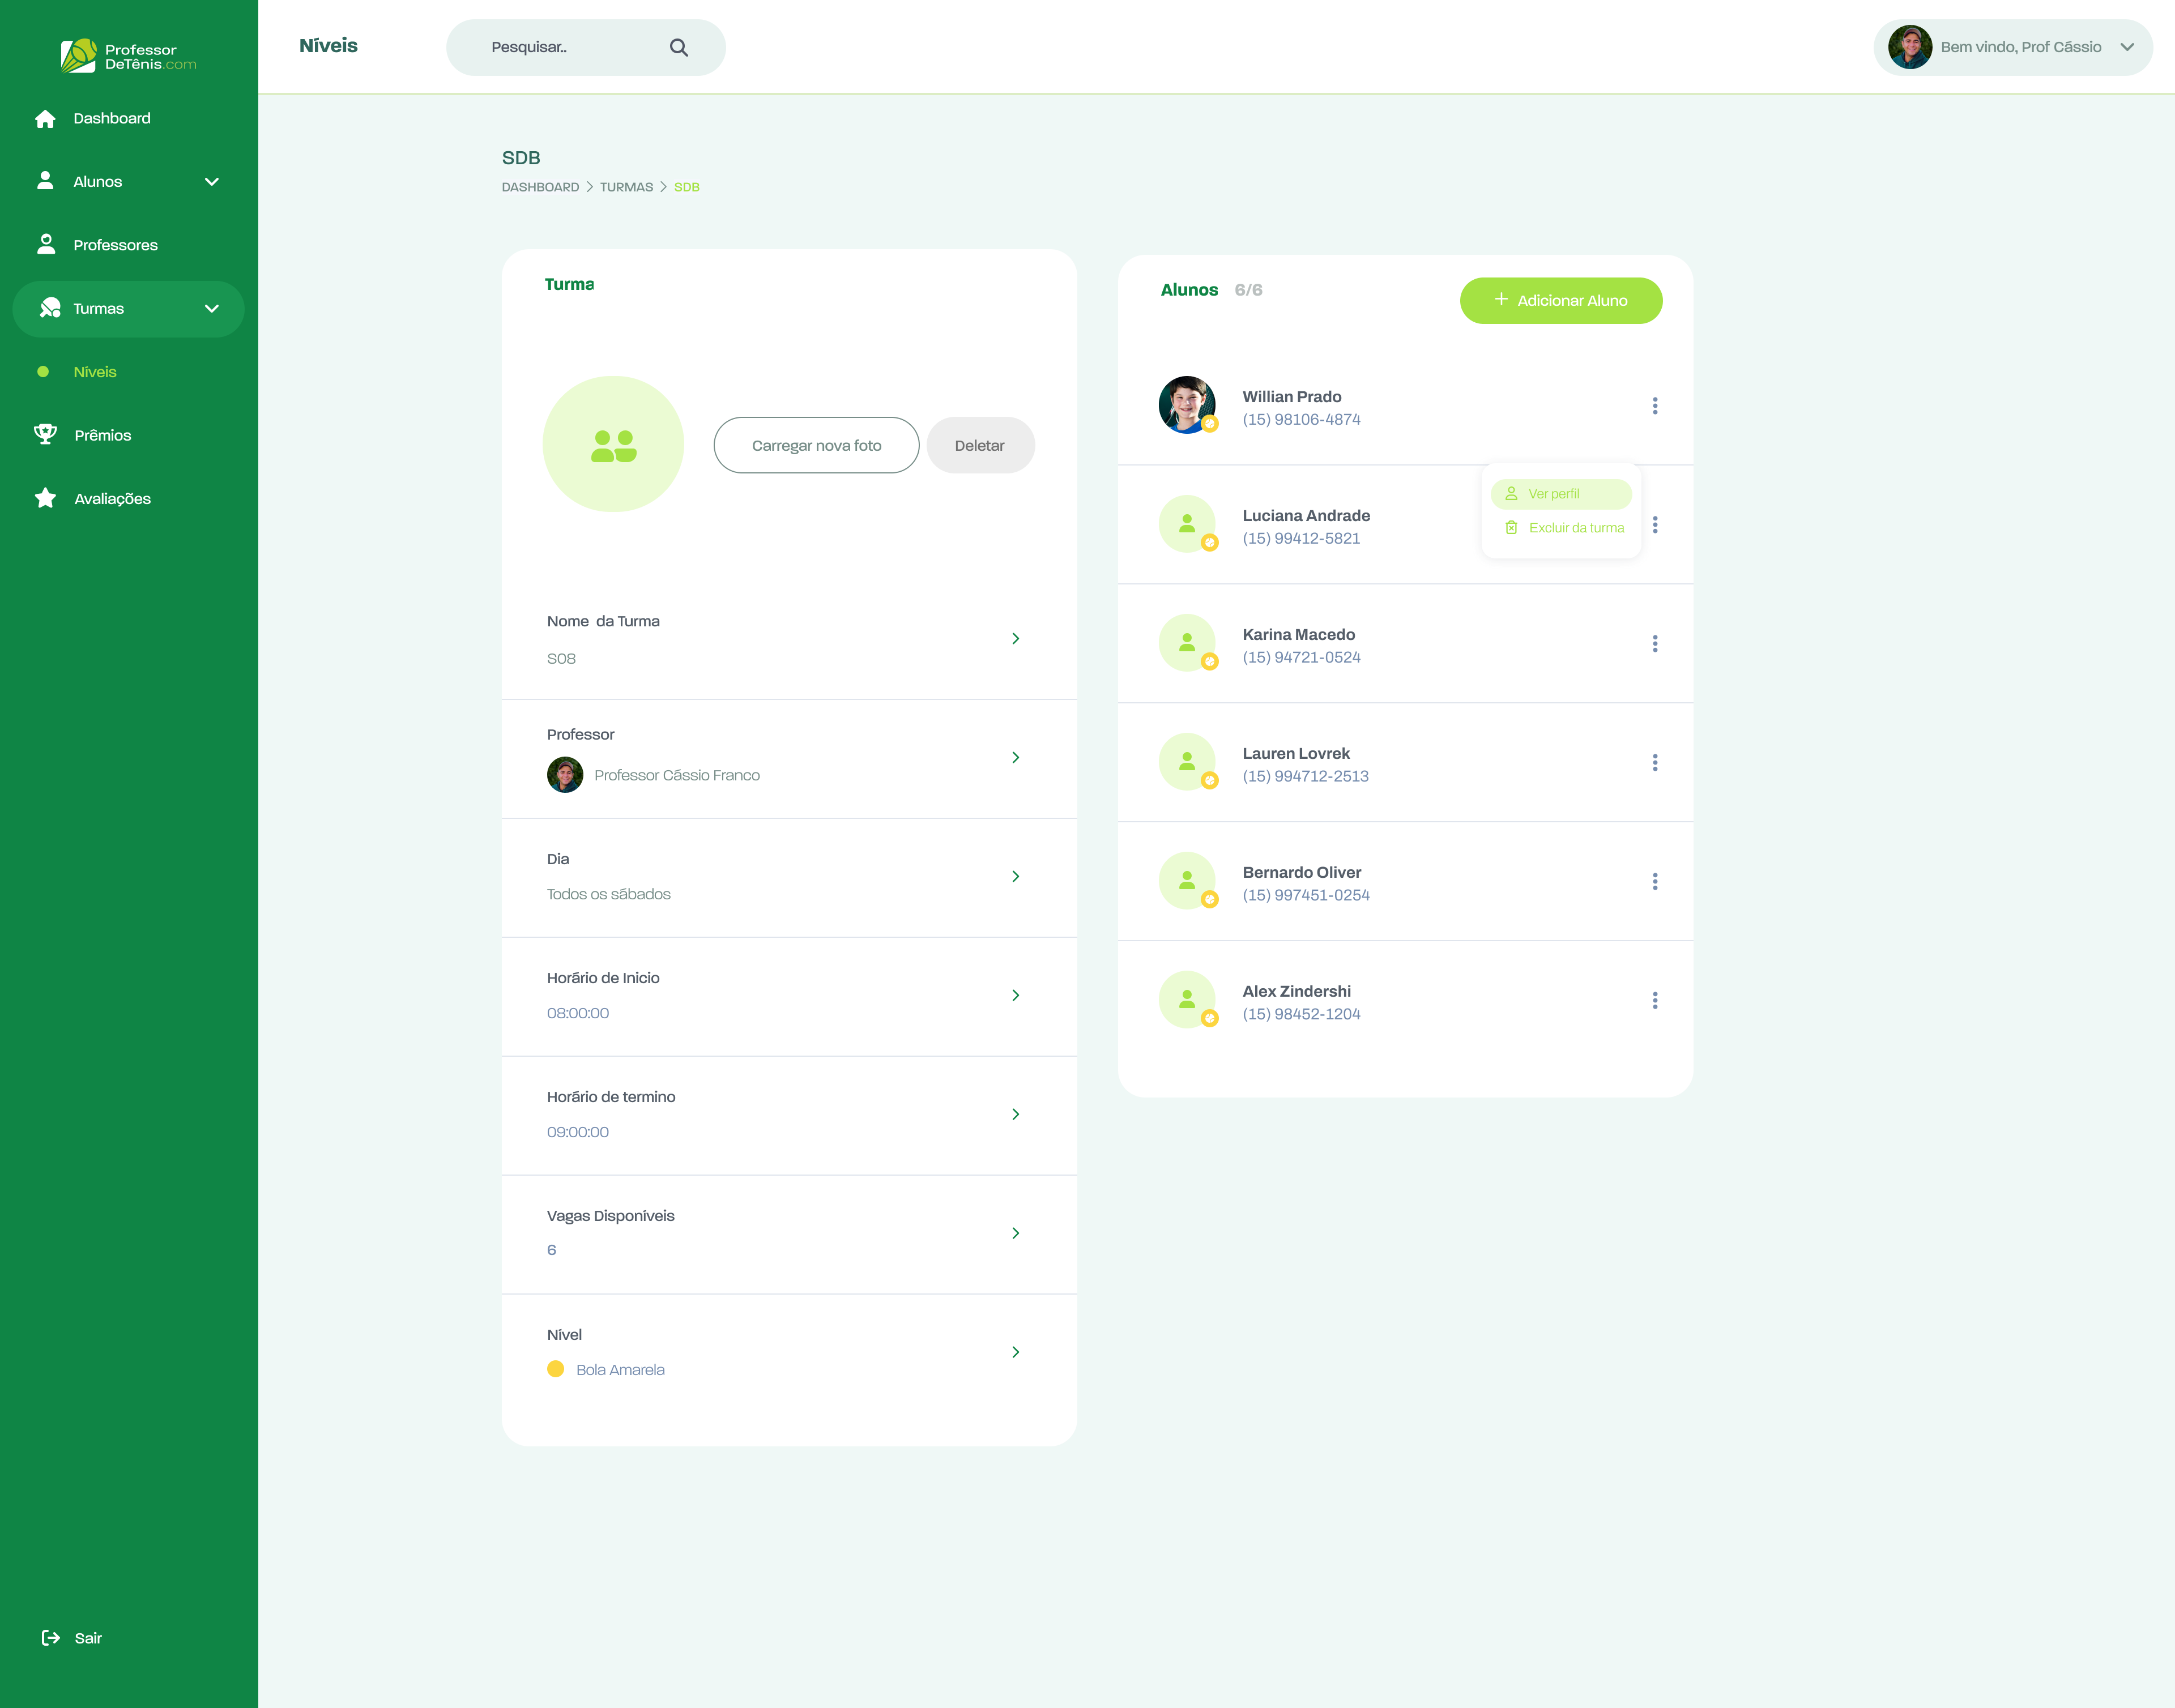 Professor
DeTênis.com
Dashboard
Alunos
Professores
Turmas
Níveis
Prêmios
Avaliações
Sair
Níveis
Pesquisar..
Bem vindo, Prof Cássio
SDB
DASHBOARD > TURMAS > SDB
Turma
Carregar nova foto
Deletar
Nome da Turma
S08
Professor
Professor Cássio Franco
Dia
Todos os sábados
Horário de Inicio
08:00:00
Horário de termino
09:00:00
Vagas Disponíveis
6
Nível
Bola Amarela
Alunos 6/6
+ Adicionar Aluno
Willian Prado
(15) 98106-4874
Ver perfil
Excluir da turma
Luciana Andrade
(15) 99412-5821
Karina Macedo
(15) 94721-0524
Lauren Lovrek
(15) 994712-2513
Bernardo Oliver
(15) 997451-0254
Alex Zindershi
(15) 98452-1204